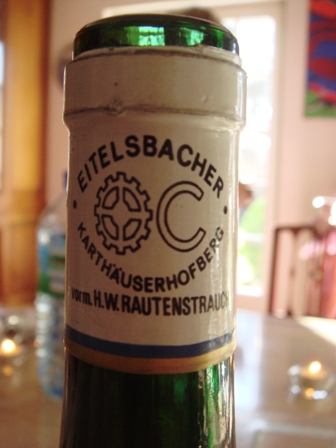 EITELSBACHER
C
KARTHÄUSERHOFBERG
vorm. H.W. RAUTENSTRAUCH